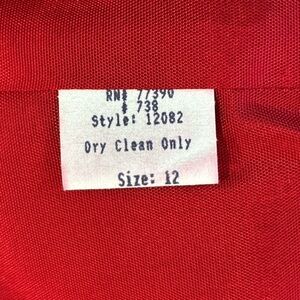 RN# 77390
# 738
Style: 12082
Dry Clean Only
Size: 12